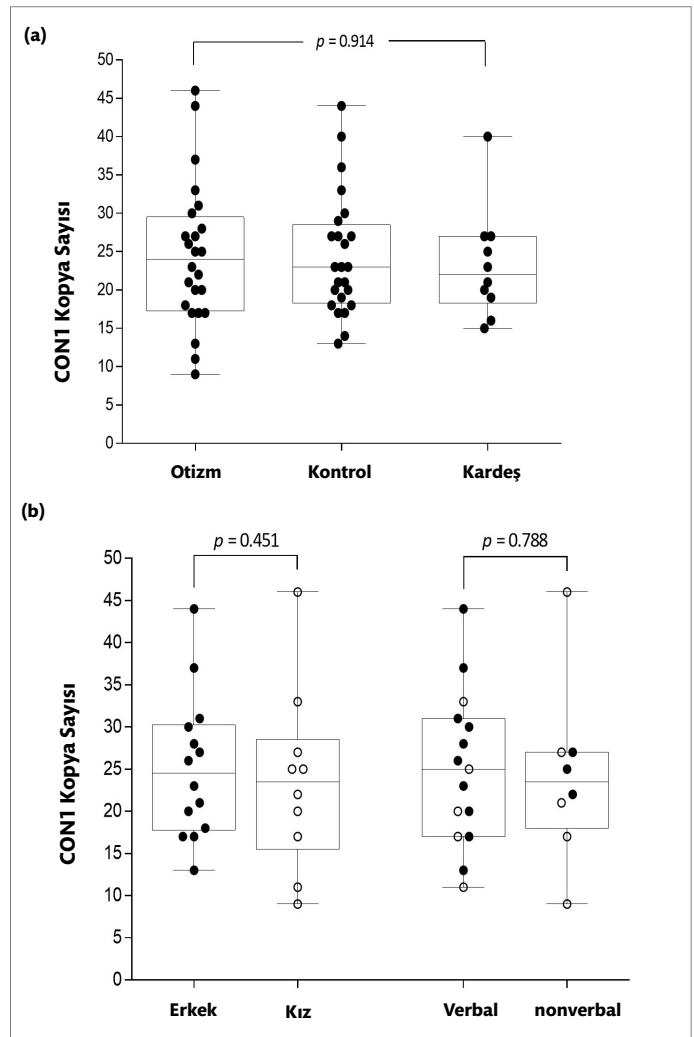 (a)
p = 0.914
50
45
40
35
30
25
20
15
10
5
0
CON1 Kopya Sayısı
Otizm Kontrol Kardeş
(b)
p = 0.451 p = 0.788
50
45
40
35
30
25
20
15
10
5
0
CON1 Kopya Sayısı
Erkek Kız Verbal nonverbal